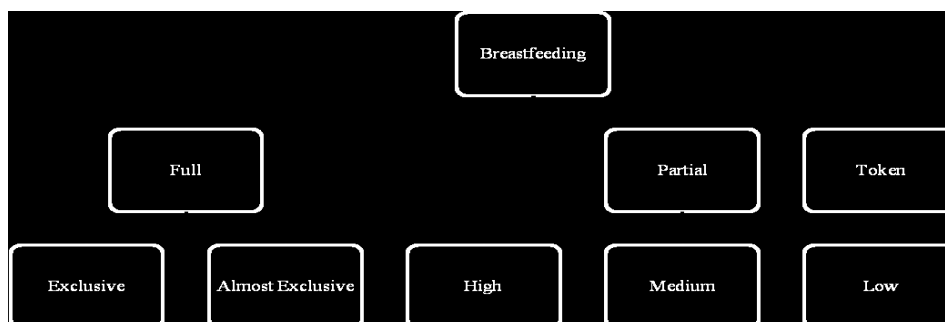 Breastfeeding
Full
Partial
Token
Exclusive
Almost Exclusive
High
Medium
Low